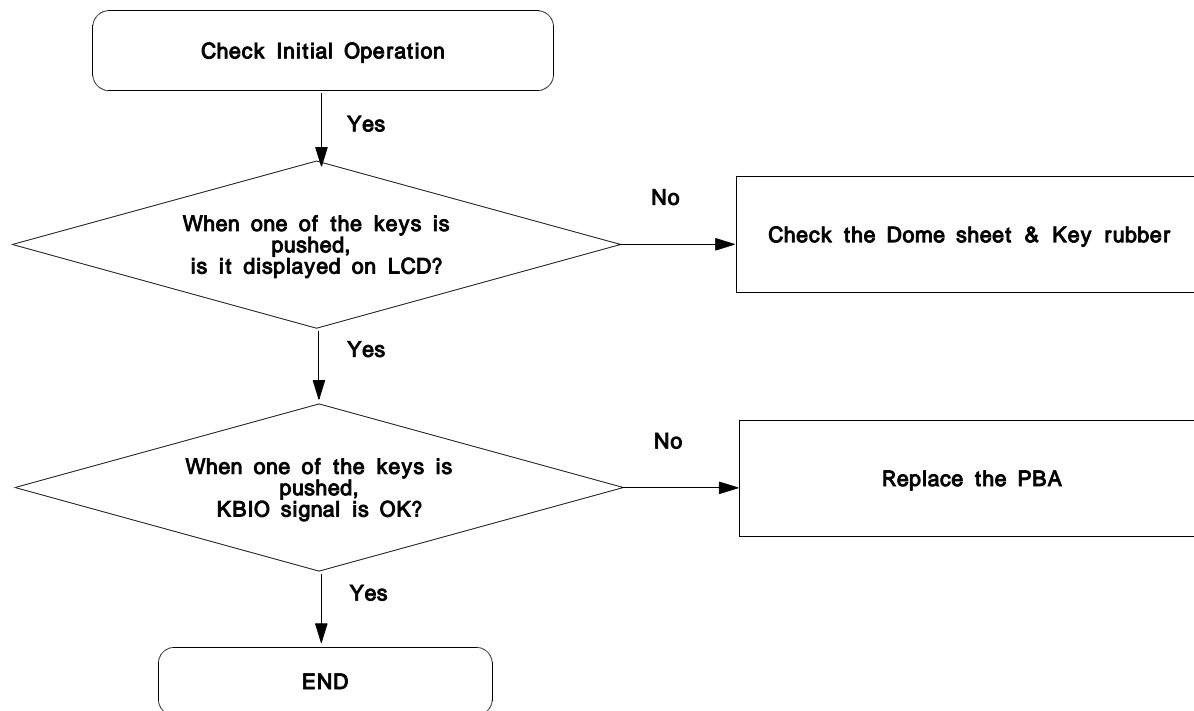 Check Initial Operation
Yes
When one of the keys is
pushed,
is it displayed on LCD?
No
Check the Dome sheet & Key rubber
Yes
When one of the keys is
pushed,
KBIO signal is OK?
No
Replace the PBA
Yes
END